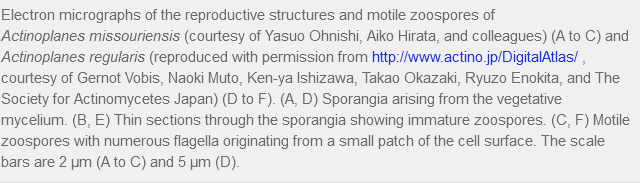 Electron micrographs of the reproductive structures and motile zoospores of
Actinoplanes missouriensis (courtesy of Yasuo Ohnishi, Aiko Hirata, and colleagues) (A to C) and
Actinoplanes regularis (reproduced with permission from http://www.actino.jp/DigitalAtlas/ ,
courtesy of Gernot Vobis, Naoki Muto, Ken-ya Ishizawa, Takao Okazaki, Ryuzo Enokita, and The
Society for Actinomycetes Japan) (D to F). (A, D) Sporangia arising from the vegetative
mycelium. (B, E) Thin sections through the sporangia showing immature zoospores. (C, F) Motile
zoospores with numerous flagella originating from a small patch of the cell surface. The scale
bars are 2 μm (A to C) and 5 μm (D).